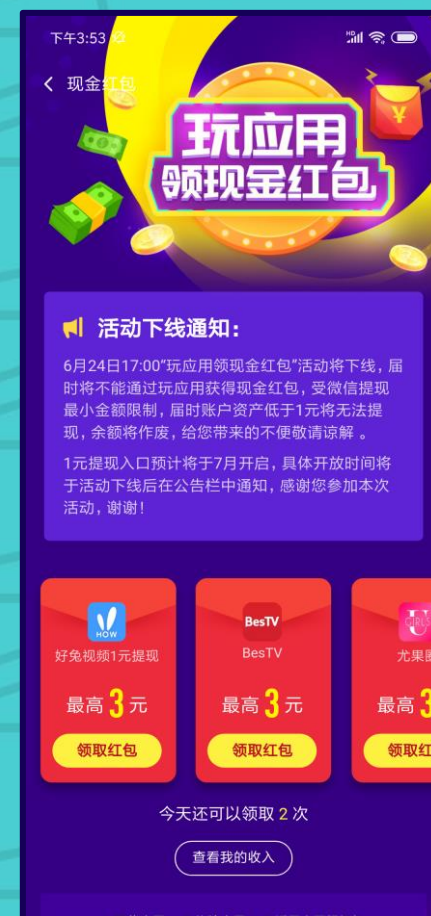 下午3:53
现金红包
玩应用
领现金红包
¥
活动下线通知:
6月24日17:00"玩应用领现金红包"活动将下线,届
时将不能通过玩应用获得现金红包,受微信提现
最小金额限制,届时账户资产低于1元将无法提
现,余额将作废,给您带来的不便敬请谅解 。
1元提现入口预计将于7月开启,具体开放时间将
于活动下线后在公告栏中通知,感谢您参加本次
活动,谢谢!
HOW BesTV GIRLS
好兔视频1元提现 BesTV 尤果
最高3元 最高3元 最高3
领取红包 领取红包 领取红
今天还可以领取 2 次
查看我的收入